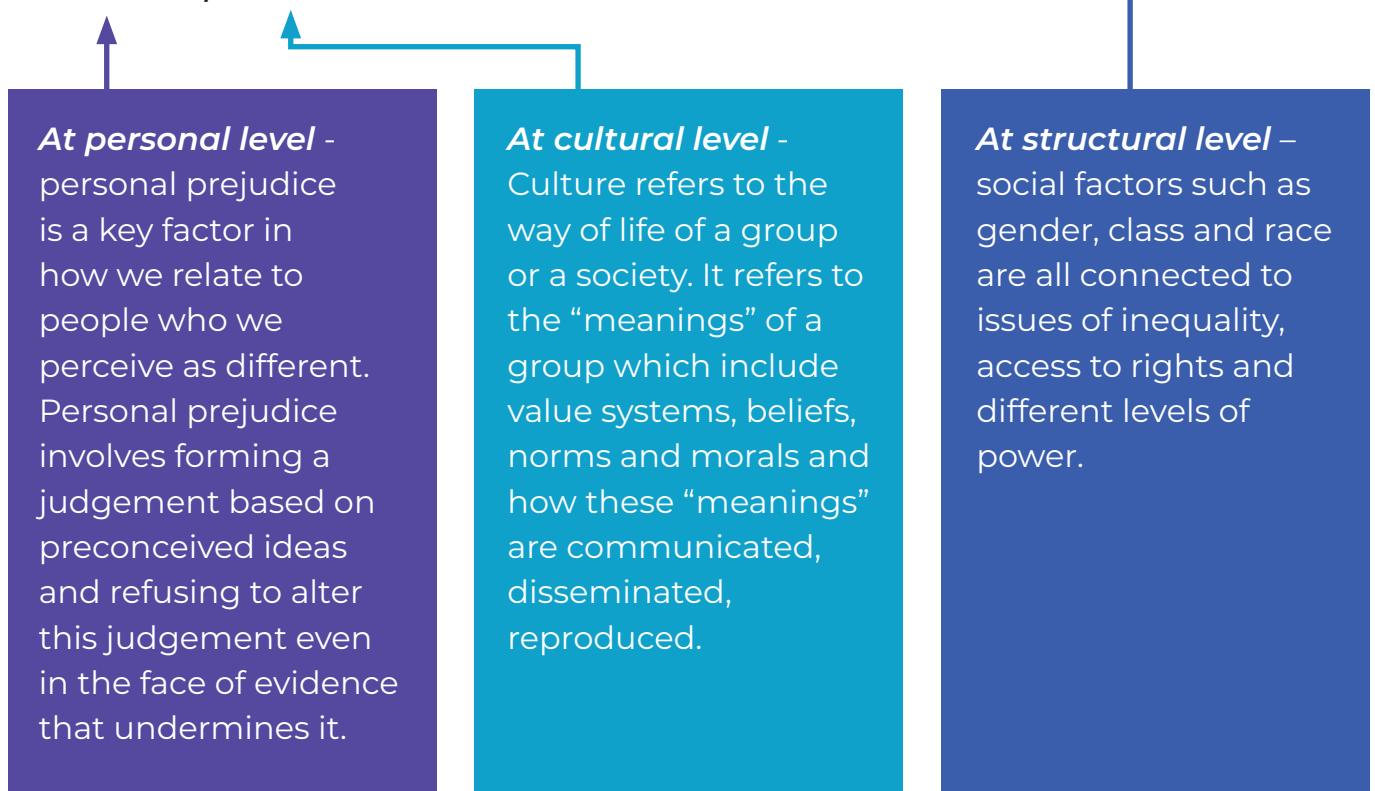 At personal level -
personal prejudice
is a key factor in
how we relate to
people who we
perceive as different.
Personal prejudice
involves forming a
judgement based on
preconceived ideas
and refusing to alter
this judgement even
in the face of evidence
that undermines it.
At cultural level -
Culture refers to the
way of life of a group
or a society. It refers to
the “meanings” of a
group which include
value systems, beliefs,
norms and morals and
how these “meanings”
are communicated,
disseminated,
reproduced.
At structural level –
social factors such as
gender, class and race
are all connected to
issues of inequality,
access to rights and
different levels of
power.